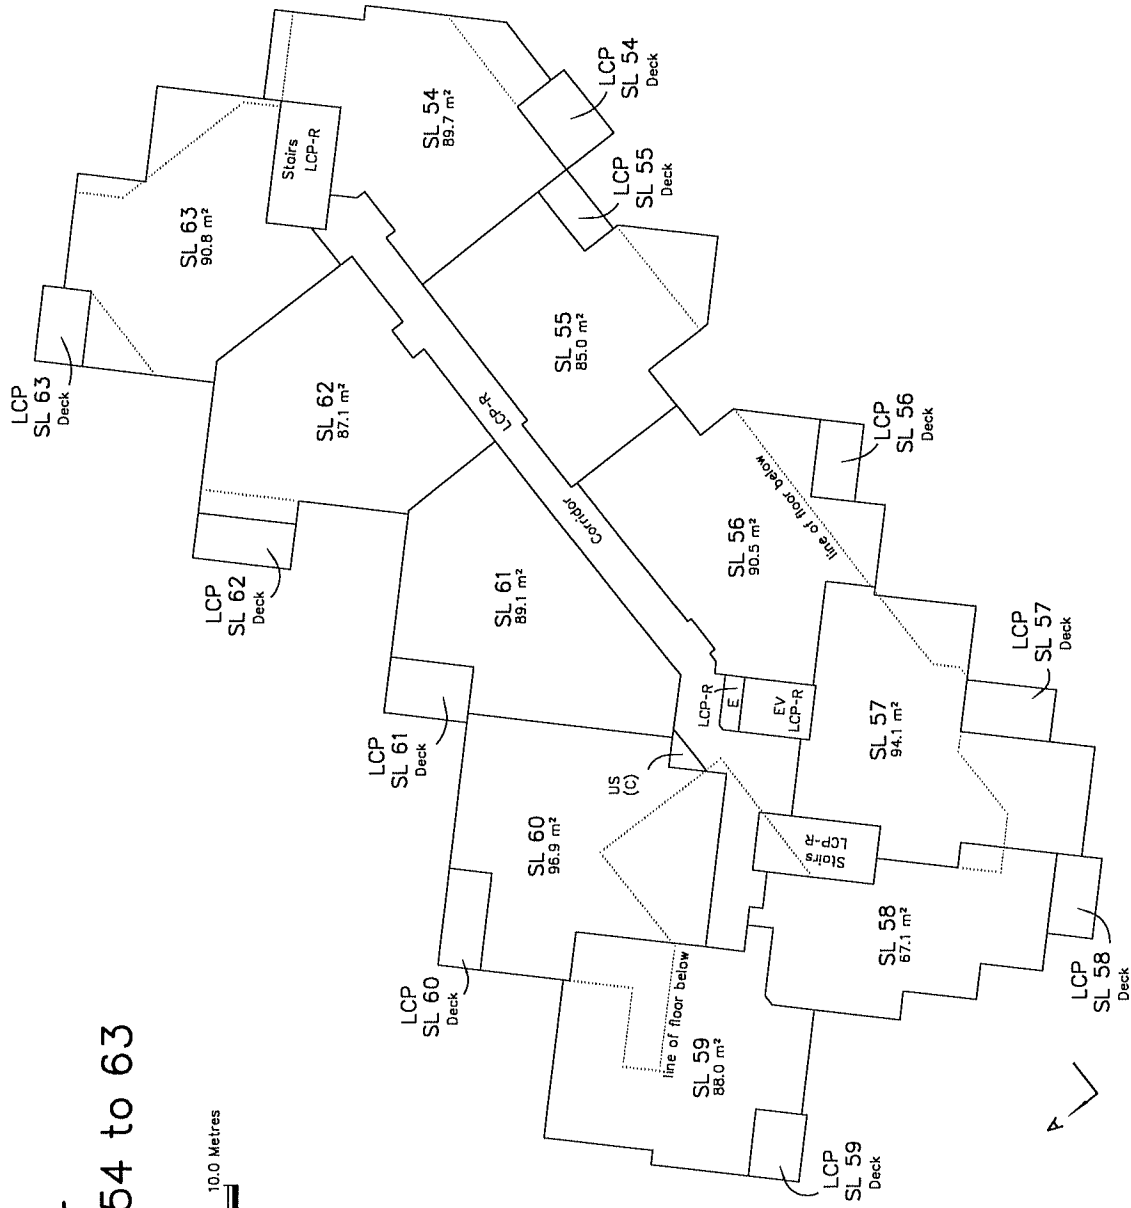 54 to 63
10.0 Metres
LCP
SL 63
Deck
SL 63
90.8 m²
Stairs
LCP-R
SL 54
89.7 m²
LCP
SL 54
Deck
LCP
SL 55
Deck
SL 55
85.0 m²
SL 62
87.1 m²
LCP
SL 62
Deck
LCP-R
Corridor
SL 61
89.1 m²
LCP
SL 61
Deck
SL 56
90.5 m²
LCP
SL 56
Deck
line of floor below
LCP-R
E
EV
LCP-R
SL 57
94.1 m²
LCP
SL 57
Deck
US
(C)
SL 60
96.9 m²
LCP
SL 60
Deck
Stairs
LCP-R
SL 58
67.1 m²
LCP
SL 58
Deck
line of floor below
SL 59
88.0 m²
LCP
SL 59
Deck
A